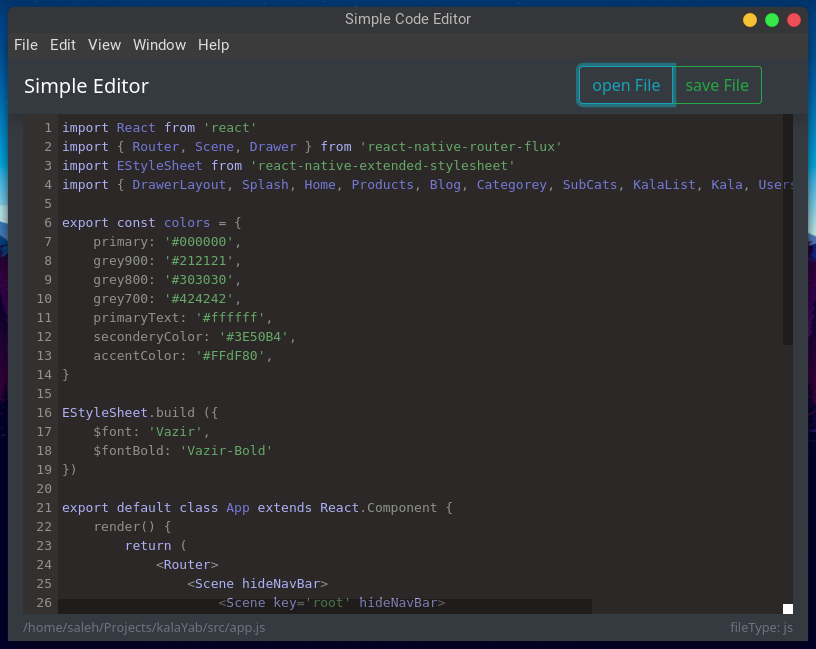 Simple Code Editor
File Edit View Window Help
Simple Editor
open File save File
1 import React from 'react'
2 import { Router, Scene, Drawer } from 'react-native-router-flux'
3 import EStyleSheet from 'react-native-extended-stylesheet'
4 import { DrawerLayout, Splash, Home, Products, Blog, Categorey, SubCats, KalaList, Kala, Users
5
6 export const colors = {
7     primary: '#000000',
8     grey900: '#212121',
9     grey800: '#303030',
10     grey700: '#424242',
11     primaryText: '#ffffff',
12     seconderyColor: '#3E50B4',
13     accentColor: '#FFdF80',
14 }
15
16 EStyleSheet.build ({
17     $font: 'Vazir',
18     $fontBold: 'Vazir-Bold'
19 })
20
21 export default class App extends React.Component {
22     render() {
23         return (
24             <Router>
25                 <Scene hideNavBar>
26                     <Scene key='root' hideNavBar>
/home/saleh/Projects/kalaYab/src/app.js fileType: js